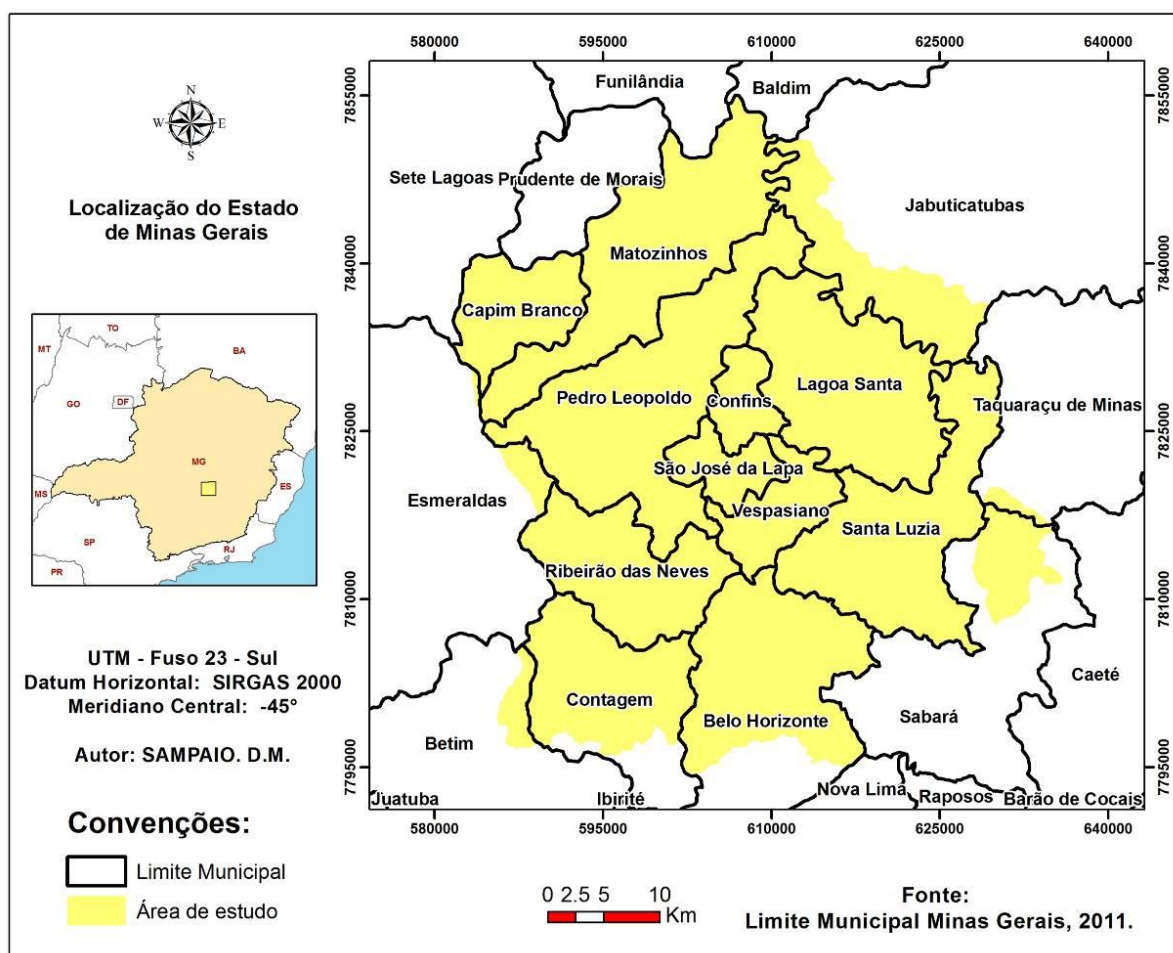 N
W E
S
Localização do Estado
de Minas Gerais
TO
MT
BA
GO
DF
MG
MS
ES
SP
RJ
PR
UTM - Fuso 23 - Sul
Datum Horizontal: SIRGAS 2000
Meridiano Central: -45°
Autor: SAMPAIO. D.M.
Convenções:
Limite Municipal
Área de estudo
580000 595000 610000 625000 640000
7855000 7855000
7840000 7840000
7825000 7825000
7810000 7810000
7795000 7795000
Funilândia
Baldim
Sete Lagoas
Prudente de Morais
Jabuticatubas
Matozinhos
Capim Branco
Lagoa Santa
Pedro Leopoldo
Confins
Taquaraçu de Minas
São José da Lapa
Esmeraldas
Vespasiano
Santa Luzia
Ribeirão das Neves
Caeté
Contagem
Belo Horizonte
Sabará
Betim
Nova Lima
Juatuba
Ibirité
Raposos
Barão de Cocais
580000 595000 610000 625000 640000
0 2.5 5 10
Km
Fonte:
Limite Municipal Minas Gerais, 2011.